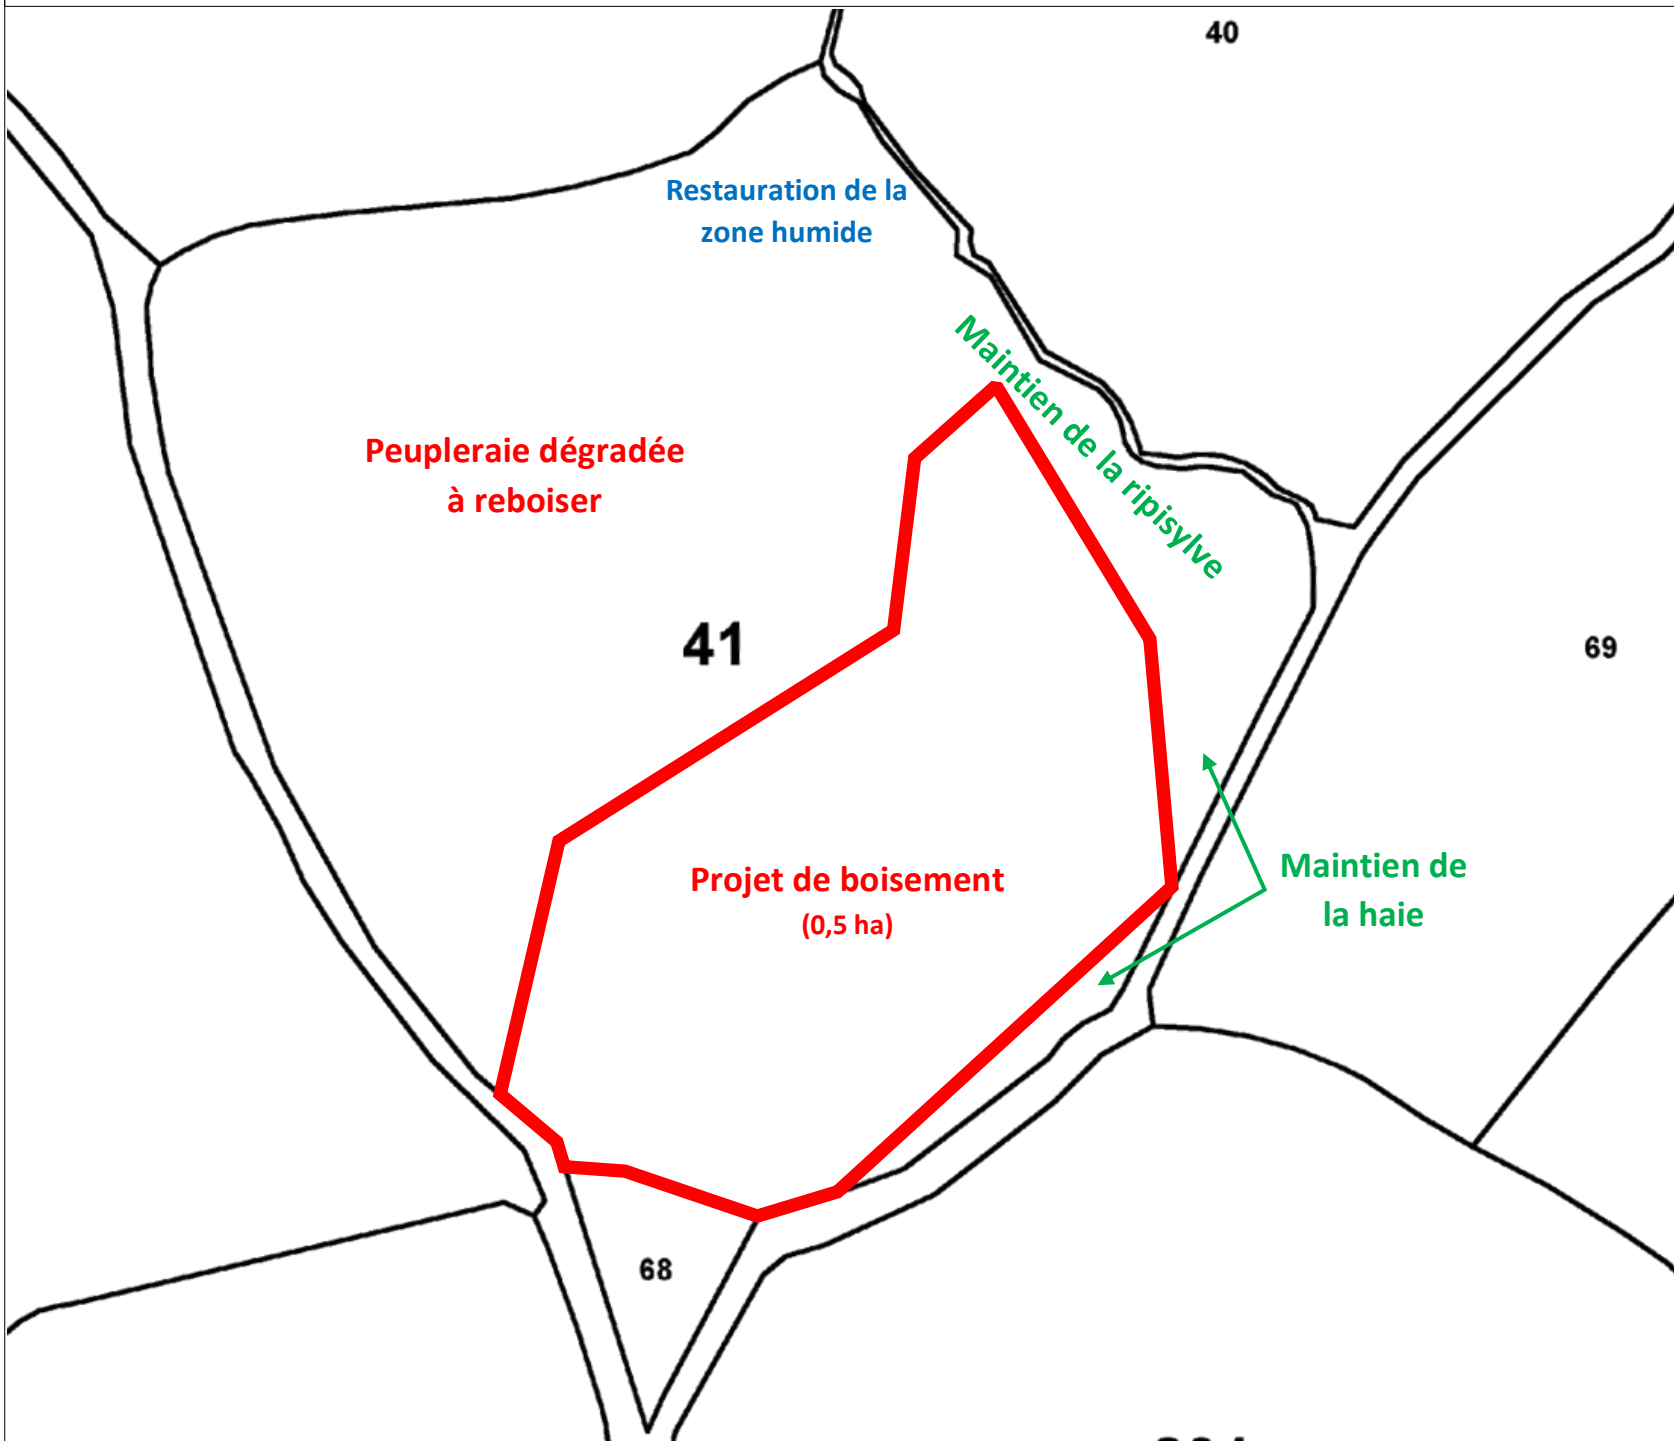 40
Restauration de la
zone humide
Maintien de la ripisylve
Peupleraie dégradée
à reboiser
41
69
Projet de boisement
(0,5 ha)
Maintien de
la haie
68